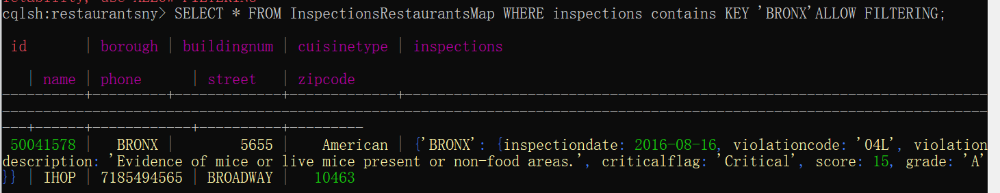 cqlsh:restaurantsny> SELECT * FROM InspectionsRestaurantsMap WHERE inspections contains KEY 'BRONX'ALLOW FILTERING;
id | borough | buildingnum | cuisinetype | inspections
| name | phone | street | zipcode
----------+---------+-------------+-------------+----------------------------------------------------------------------
------------------------------------------------------------------------------------------------------------------------
---+------+------------+----------+---------
50041578 | BRONX | 5655 | American | {'BRONX': {inspectiondate: 2016-08-16, violationcode: '04L', violation
description: 'Evidence of mice or live mice present or non-food areas.', criticalflag: 'Critical', score: 15, grade: 'A'
}} | IHOP | 7185494565 | BROADWAY | 10463